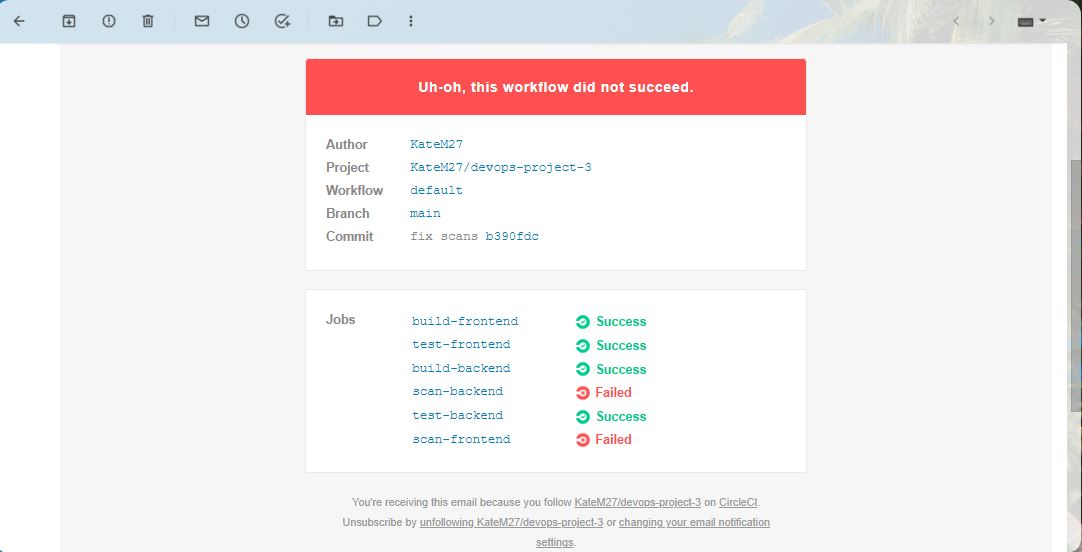 Uh-oh, this workflow did not succeed.
Author KateM27
Project KateM27/devops-project-3
Workflow default
Branch main
Commit fix scans b390fdc
Jobs build-frontend Success
test-frontend Success
build-backend Success
scan-backend Failed
test-backend Success
scan-frontend Failed
You're receiving this email because you follow KateM27/devops-project-3 on CircleCI.
Unsubscribe by unfollowing KateM27/devops-project-3 or changing your email notification
settings.